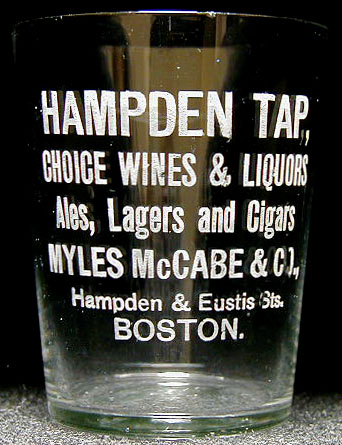 HAMPDEN TAP,
CHOICE WINES & LIQUORS
Ales, Lagers and Cigars
MYLES McCABE & CO.,
Hampden & Eustis Sts.
BOSTON.